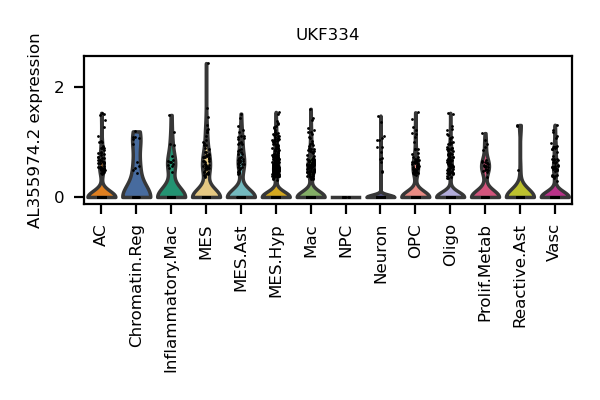 UKF334
AL355974.2 expression
2
0
AC
Chromatin.Reg
Inflammatory.Mac
MES
MES.Ast
MES.Hyp
Mac
NPC
Neuron
OPC
Oligo
Prolif.Metab
Reactive.Ast
Vasc